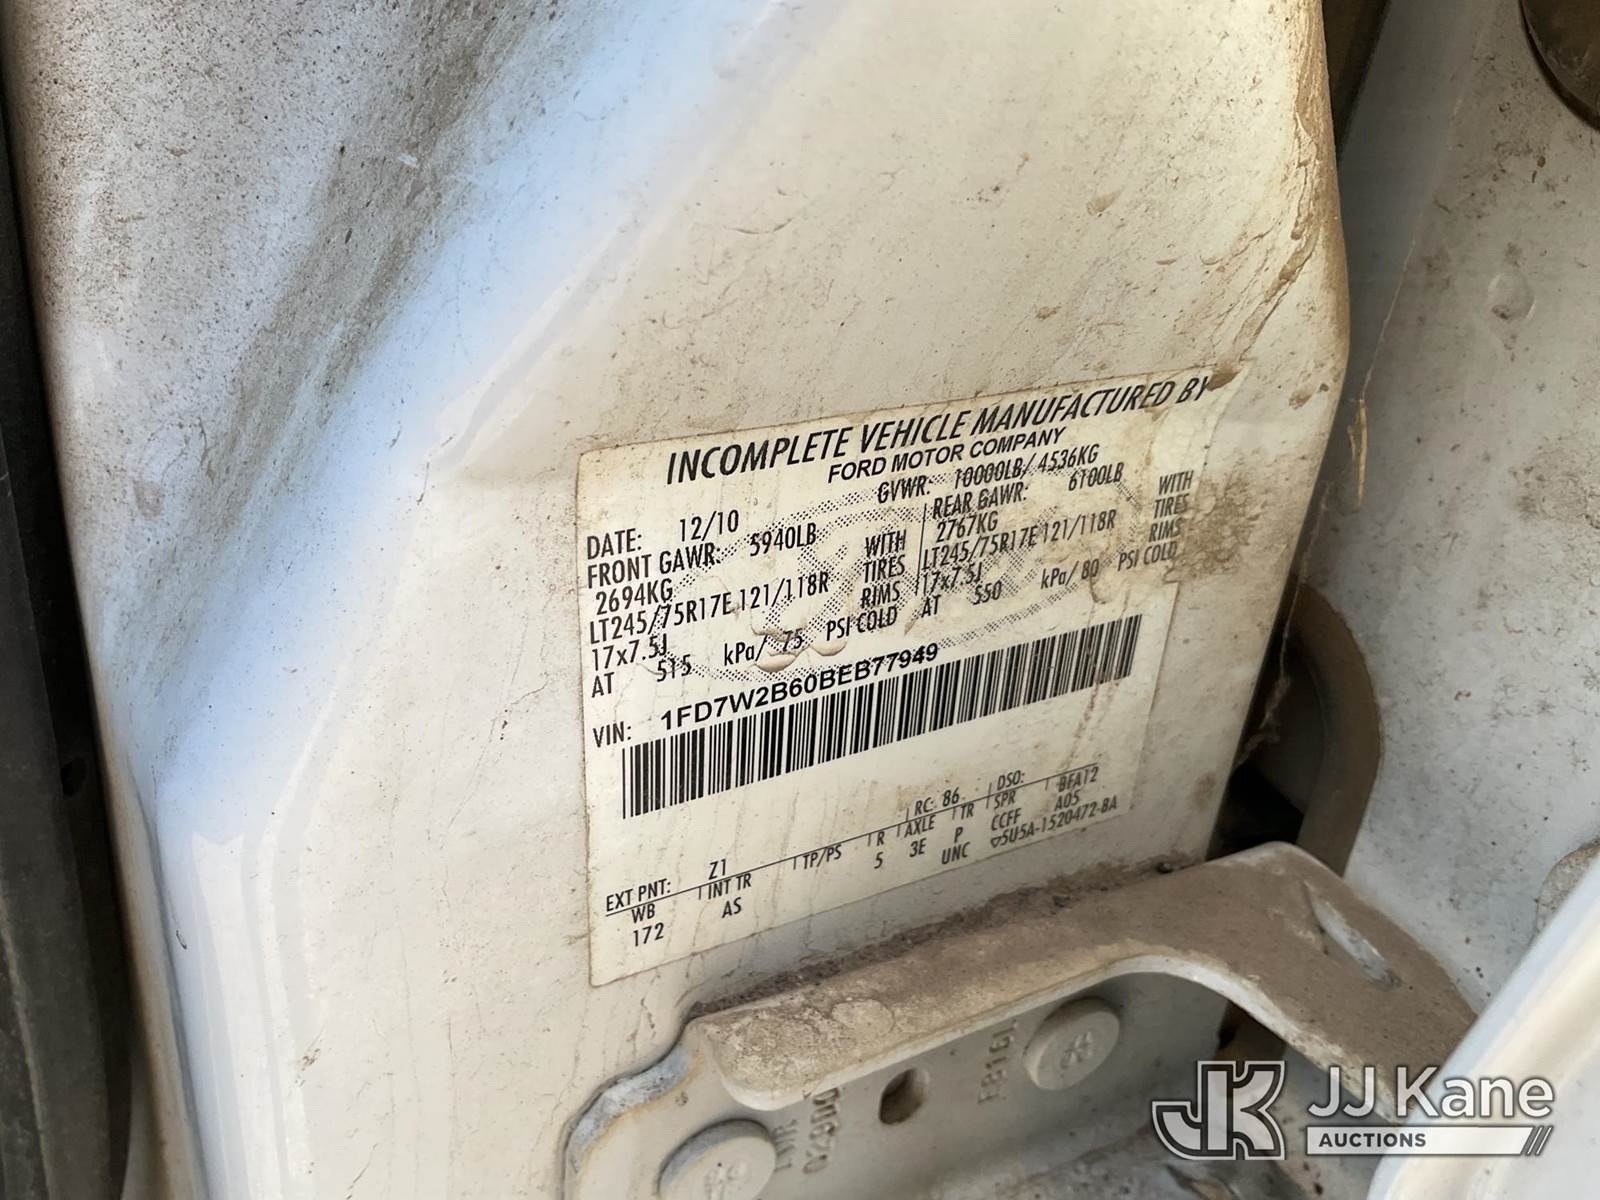 INCOMPLETE VEHICLE MANUFACTURED BY
FORD MOTOR COMPANY
DATE: 12/10 GVWR: 10000LB/ 4536KG
FRONT GAWR: 5940LB REAR GAWR: 6100LB
2694KG WITH 2767KG WITH
LT245/75R17E 121/118R TIRES LT245/75R17E 121/118R TIRES
17x7.5J RIMS 17x7.5J RIMS
AT 515 kPa/ 75 PSI COLD AT 550 kPa/ 80 PSI COLD
VIN: 1FD7W2B60BEB77949
EXT PNT: Z1 RC: 86 DSO:
WB INT TR TP/PS R AXLE TR SPR BFA12
172 AS 5 3E P CCFF A05
UNC ▽5U5A-1520472-BA
JK JJ Kane
AUCTIONS